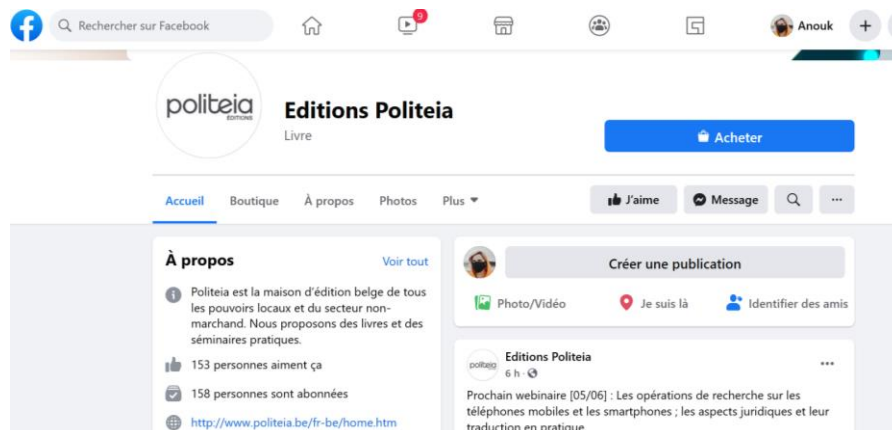 Rechercher sur Facebook
9
Anouk
politeia
EDITIONS
Editions Politeia
Livre
Acheter
Accueil Boutique À propos Photos Plus
J'aime Message
À propos Voir tout
Politeia est la maison d'édition belge de tous
les pouvoirs locaux et du secteur non-
marchand. Nous proposons des livres et des
séminaires pratiques.
153 personnes aiment ça
158 personnes sont abonnées
http://www.politeia.be/fr-be/home.htm
Créer une publication
Photo/Vidéo Je suis là Identifier des amis
politeia
Editions Politeia
6 h ·
Prochain webinaire [05/06] : Les opérations de recherche sur les
téléphones mobiles et les smartphones ; les aspects juridiques et leur
traduction en pratique